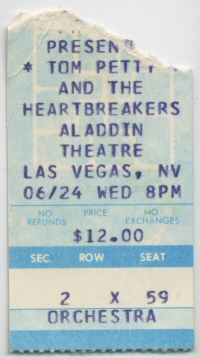 PRESEN
* TOM PETTY
AND THE
HEARTBREAKERS
ALADDIN
THEATRE
LAS VEGAS, NV
06/24 WED 8PM
NO REFUNDS PRICE NO EXCHANGES
$12.00
SEC. ROW SEAT
2 X 59
ORCHESTRA